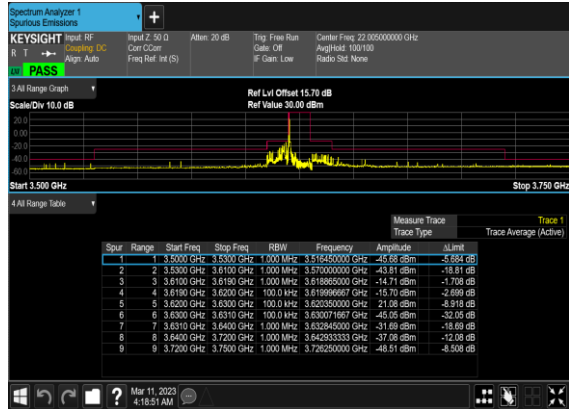 Spectrum Analyzer 1
Spurious Emissions
KEYSIGHT Input: RF Input Z: 50 Ω Atten: 20 dB Trig: Free Run Center Freq: 22.005000000 GHz
R T Coupling: DC Corr CCorr Gate: Off Avg|Hold: 100/100
Align: Auto Freq Ref: Int (S) IF Gain: Low Radio Std: None
PASS
3.All Range Graph Ref Lvl Offset 15.70 dB
Scale/Div 10.0 dB Ref Value 30.00 dBm
20.0
0.00
-20.0
-40.0
-60.0
Start 3.500 GHz Stop 3.750 GHz
4 All Range Table
Measure Trace Trace 1
Trace Type Trace Average (Active)
Spur Range Start Freq Stop Freq RBW Frequency Amplitude ΔLimit
1 1 3.5000 GHz 3.5300 GHz 1.000 MHz 3.516450000 GHz -45.68 dBm -5.684 dB
2 2 3.5300 GHz 3.6100 GHz 1.000 MHz 3.570000000 GHz -43.81 dBm -18.81 dB
3 3 3.6100 GHz 3.6190 GHz 1.000 MHz 3.618865000 GHz -14.71 dBm -1.708 dB
4 4 3.6190 GHz 3.6200 GHz 100.0 kHz 3.619996667 GHz -15.70 dBm -2.699 dB
5 5 3.6200 GHz 3.6300 GHz 100.0 kHz 3.620350000 GHz 21.08 dBm -8.918 dB
6 6 3.6300 GHz 3.6310 GHz 100.0 kHz 3.630071667 GHz -45.05 dBm -32.05 dB
7 7 3.6310 GHz 3.6400 GHz 1.000 MHz 3.632845000 GHz -31.69 dBm -18.69 dB
8 8 3.6400 GHz 3.7200 GHz 1.000 MHz 3.642933333 GHz -37.08 dBm -12.08 dB
9 9 3.7200 GHz 3.7500 GHz 1.000 MHz 3.726250000 GHz -48.51 dBm -8.508 dB
Mar 11, 2023
4:18:51 AM